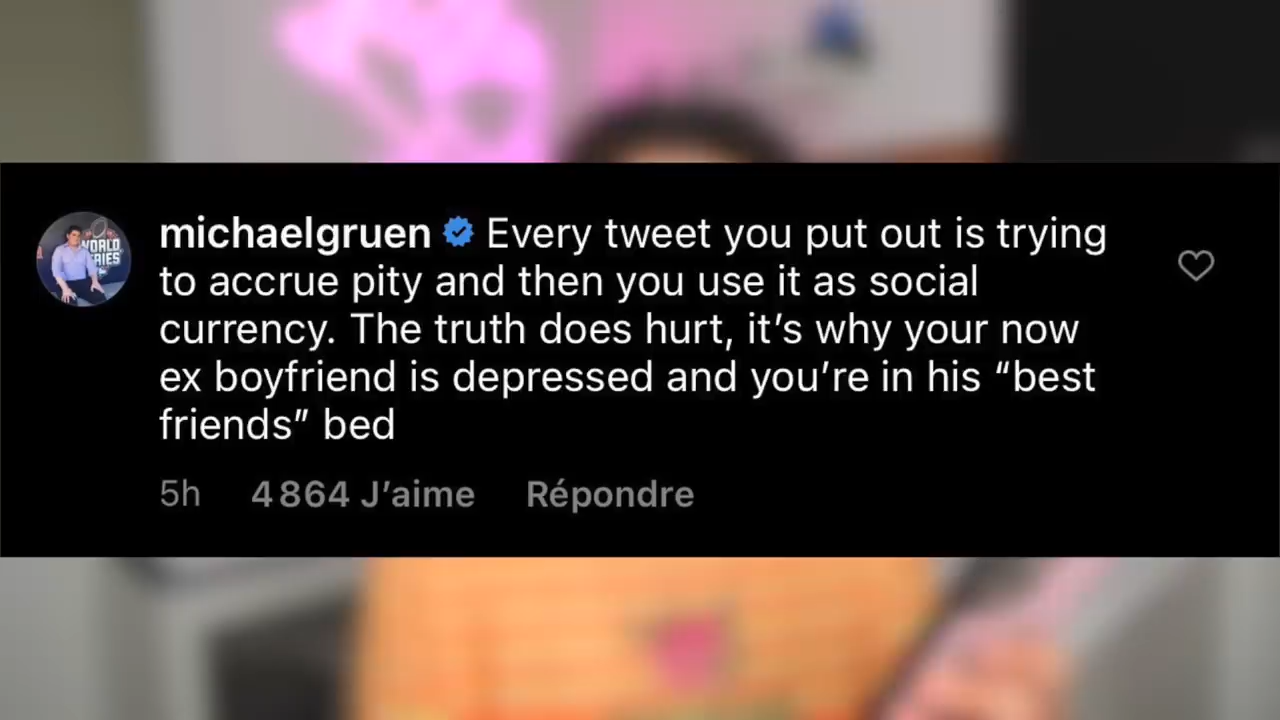 michaelgruen Every tweet you put out is trying
to accrue pity and then you use it as social
currency. The truth does hurt, it’s why your now
ex boyfriend is depressed and you’re in his “best
friends” bed
5h 4 864 J’aime Répondre
WORLD
SERIES